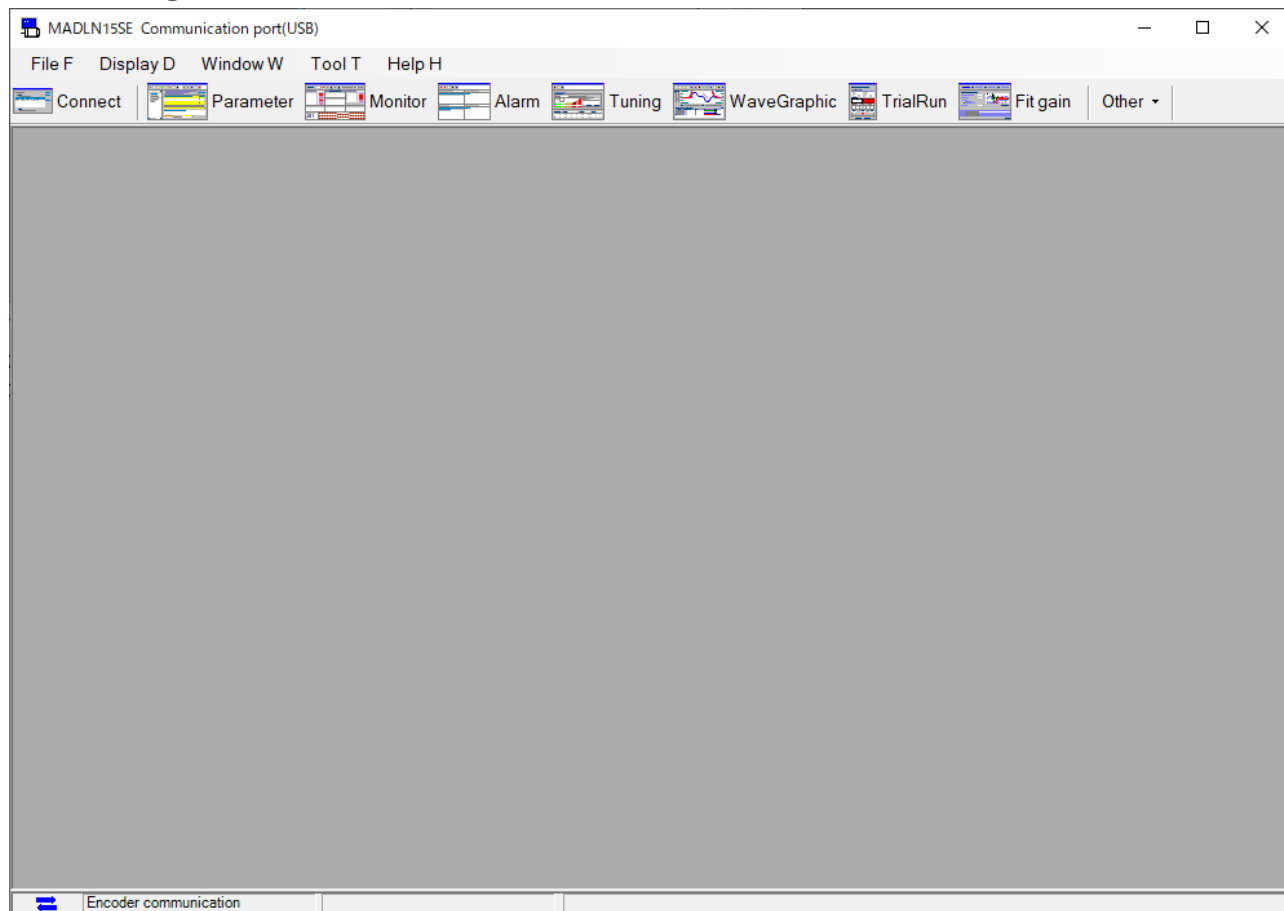 MADLN15SE Communication port(USB)
File F Display D Window W Tool T Help H
Connect Parameter Monitor Alarm Tuning WaveGraphic TrialRun Fit gain Other
Encoder communication